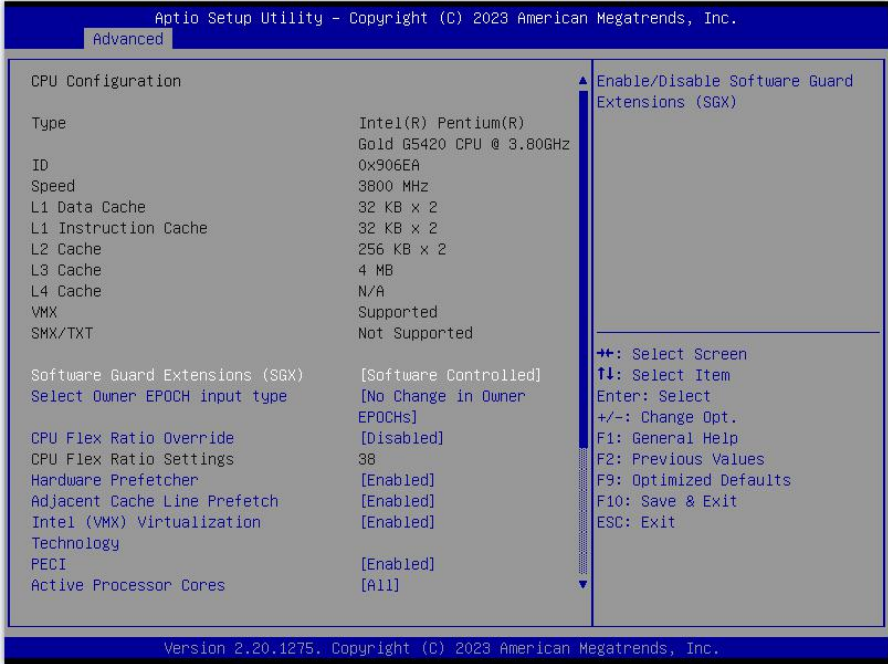 Aptio Setup Utility – Copyright (C) 2023 American Megatrends, Inc.
Advanced
CPU Configuration
Type Intel(R) Pentium(R)
Gold G5420 CPU @ 3.80GHz
ID 0x906EA
Speed 3800 MHz
L1 Data Cache 32 KB x 2
L1 Instruction Cache 32 KB x 2
L2 Cache 256 KB x 2
L3 Cache 4 MB
L4 Cache N/A
VMX Supported
SMX/TXT Not Supported
Software Guard Extensions (SGX) [Software Controlled]
Select Owner EPOCH input type [No Change in Owner
EPOCHs]
CPU Flex Ratio Override [Disabled]
CPU Flex Ratio Settings 38
Hardware Prefetcher [Enabled]
Adjacent Cache Line Prefetch [Enabled]
Intel (VMX) Virtualization [Enabled]
Technology
PECI [Enabled]
Active Processor Cores [All]
Enable/Disable Software Guard
Extensions (SGX)
→←: Select Screen
↑↓: Select Item
Enter: Select
+/-: Change Opt.
F1: General Help
F2: Previous Values
F9: Optimized Defaults
F10: Save & Exit
ESC: Exit
Version 2.20.1275. Copyright (C) 2023 American Megatrends, Inc.